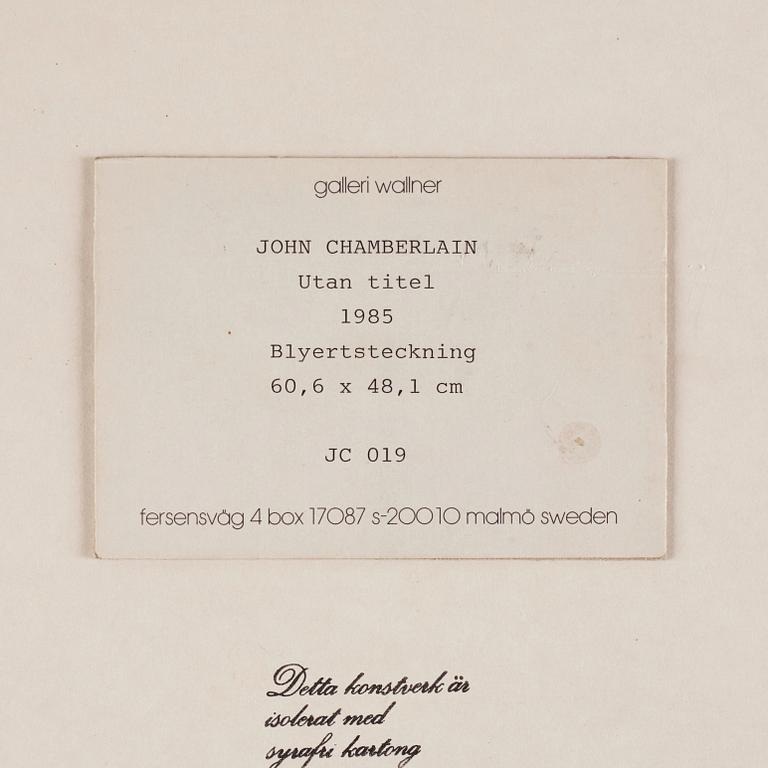 galleri wallner
JOHN CHAMBERLAIN
Utan titel
1985
Blyertsteckning
60,6 x 48,1 cm
JC 019
fersensväg 4 box 17087 s-20010 malmö sweden
Detta konstverk är
isolerat med
syrafri kartong